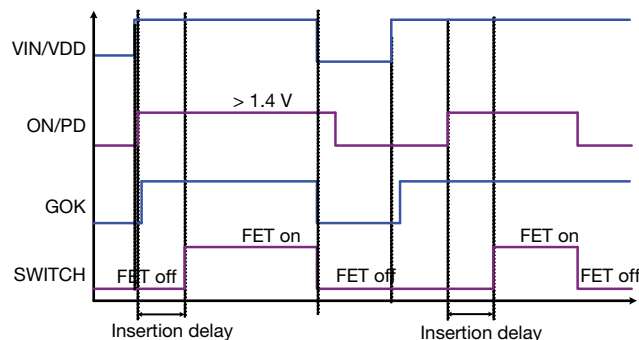 VIN/VDD
> 1.4 V
ON/PD
GOK
FET on
FET on
SWITCH
FET off
FET off
FET off
Insertion delay
Insertion delay